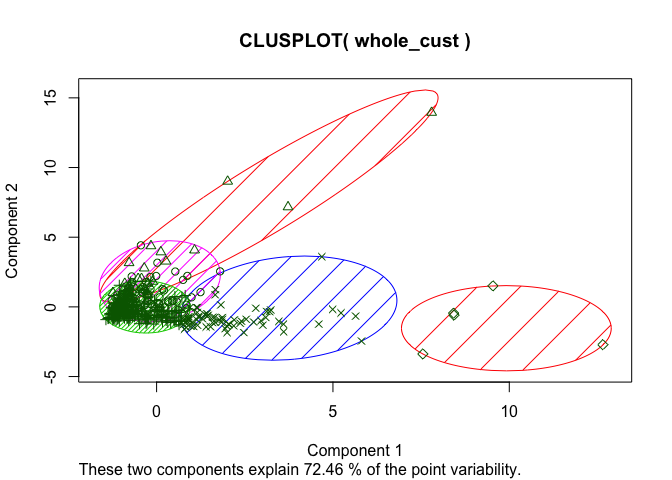 CLUSPLOT( whole_cust )
15
10
5
0
-5
Component 2
0 5 10
Component 1
These two components explain 72.46 % of the point variability.